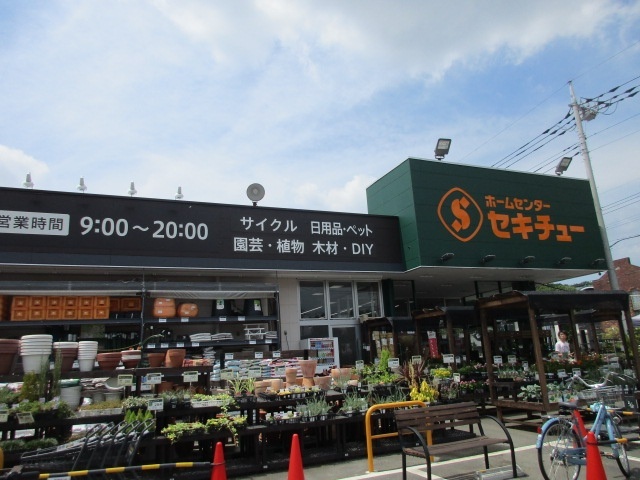 営業時間 9:00～20:00
サイクル 日用品・ペット
園芸・植物 木材・DIY
S ホームセンター
セキチュー